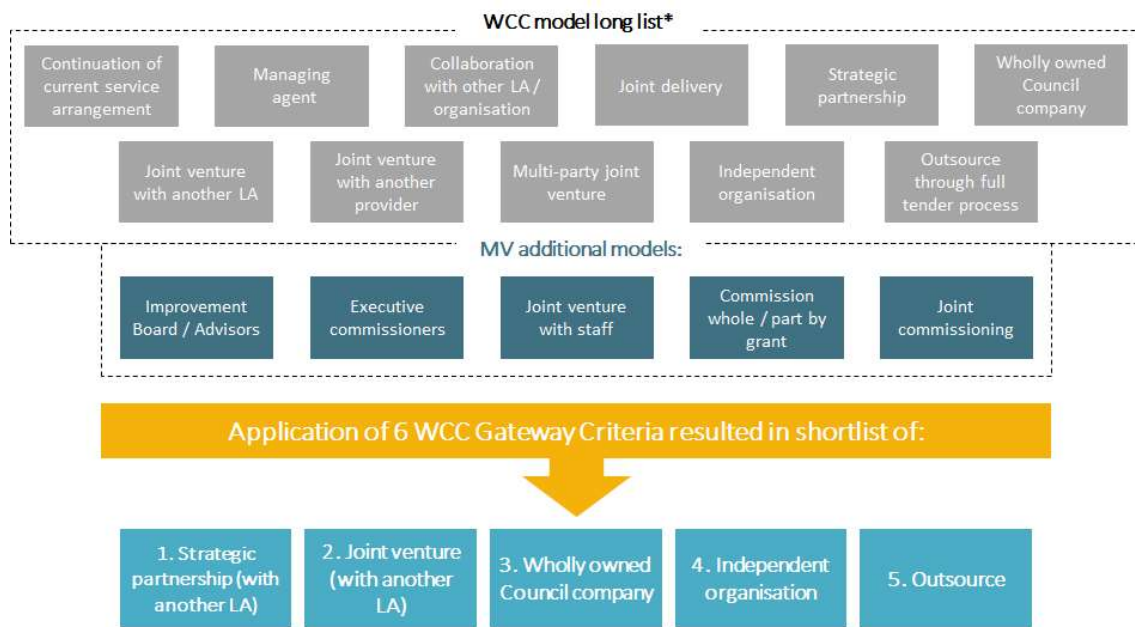 WCC model long list*
Continuation of
current service
arrangement
Managing
agent
Collaboration
with other LA /
organisation
Joint delivery
Strategic
partnership
Wholly owned
Council
company
Joint venture
with another LA
Joint venture
with another
provider
Multi-party joint
venture
Independent
organisation
Outsource
through full
tender process
MV additional models:
Improvement
Board / Advisors
Executive
commissioners
Joint venture
with staff
Commission
whole / part by
grant
Joint
commissioning
Application of 6 WCC Gateway Criteria resulted in shortlist of:
1. Strategic
partnership (with
another LA)
2. Joint venture
(with another
LA)
3. Wholly owned
Council company
4. Independent
organisation
5. Outsource